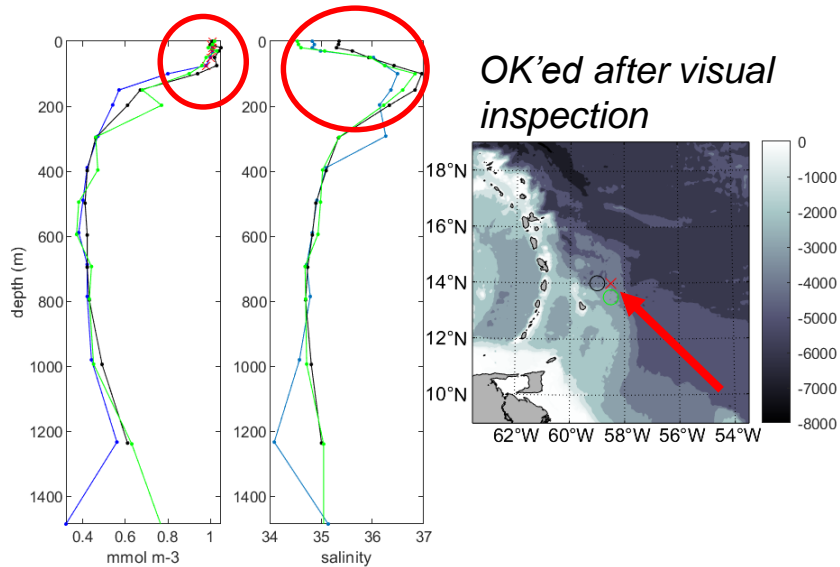 OK'ed after visual
inspection
0
200
400
600
800
1000
1200
1400
depth (m)
0.4 0.6 0.8 1
mmol m-3
0
200
400
600
800
1000
1200
1400
34 35 36 37
salinity
18°N
16°N
14°N
12°N
10°N
62°W 60°W 58°W 56°W 54°W
0
-1000
-2000
-3000
-4000
-5000
-6000
-7000
-8000